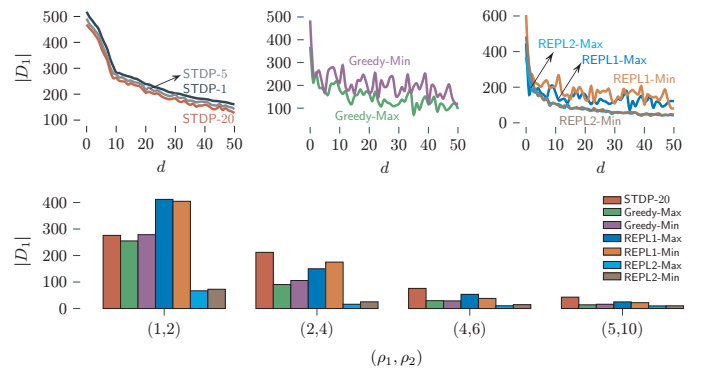 |D₁|
500
400
300
200
100
STDP-5
STDP-1
STDP-20
0 10 20 30 40 50
d
400
300
200
100
Greedy-Min
Greedy-Max
0 10 20 30 40 50
d
600
400
200
0
REPL2-Max
REPL1-Max
REPL1-Min
REPL2-Min
0 10 20 30 40 50
d
|D₁|
400
300
200
100
0
STDP-20
Greedy-Max
Greedy-Min
REPL1-Max
REPL1-Min
REPL2-Max
REPL2-Min
(1,2) (2,4) (4,6) (5,10)
(ρ₁, ρ₂)